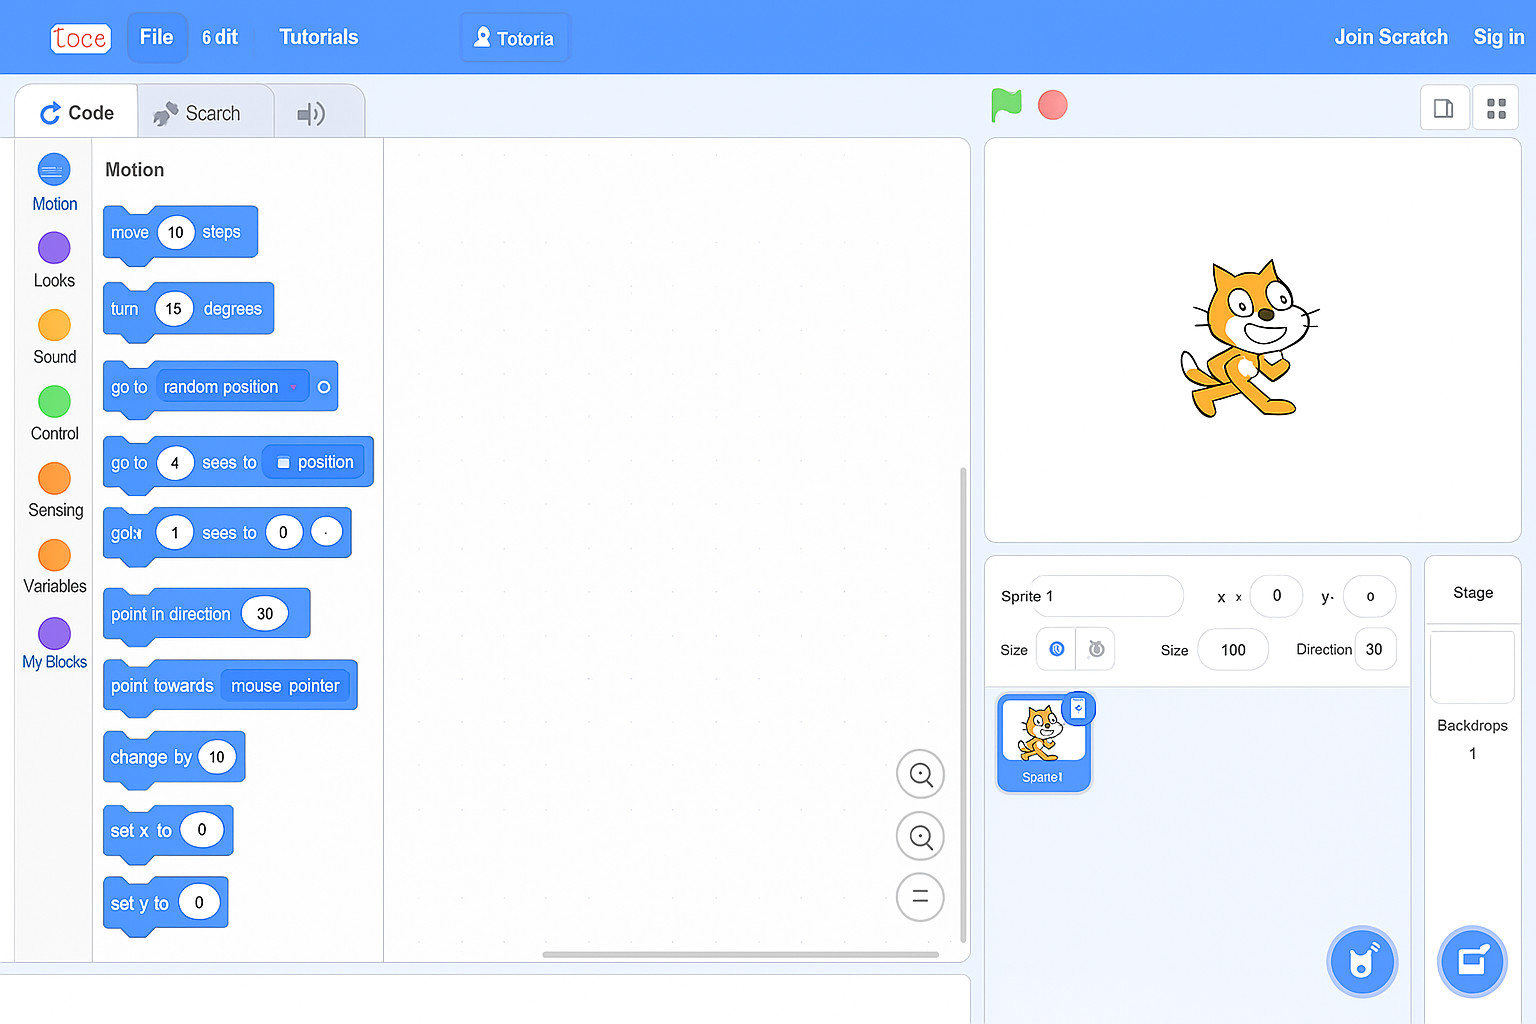 Toce File 6 dit Tutorials Totoria Join Scratch Sign in
Code Scarch
Motion
Looks
Sound
Control
Sensing
Variables
My Blocks
Motion
move 10 steps
turn 15 degrees
go to random position
go to 4 sees to position
1 sees to 0
point in direction 30
point towards mouse pointer
change by 10
set x to 0
set y to 0
Sprite 1 x x 0 y. 0
Size Size 100 Direction 30
Sparte1
Stage
Backdrops
1